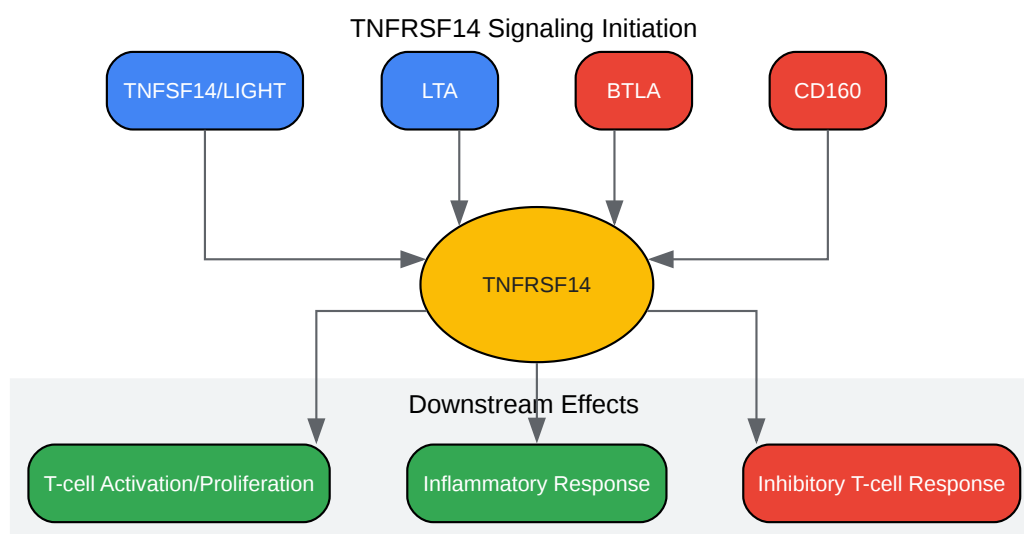 TNFRSF14 Signaling Initiation
TNFSF14/LIGHT
LTA
BTLA
CD160
TNFRSF14
Downstream Effects
T-cell Activation/Proliferation
Inflammatory Response
Inhibitory T-cell Response